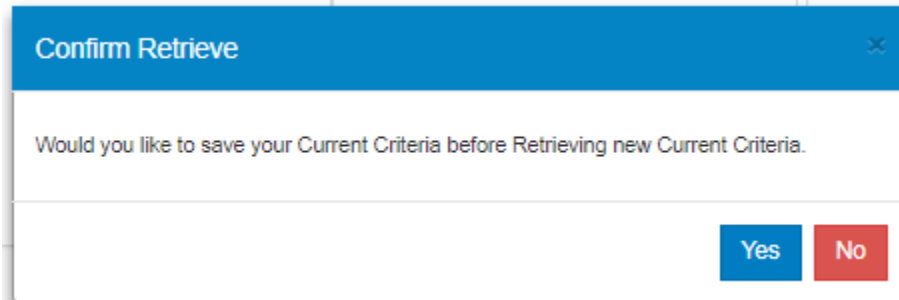 Confirm Retrieve
Would you like to save your Current Criteria before Retrieving new Current Criteria.
Yes No